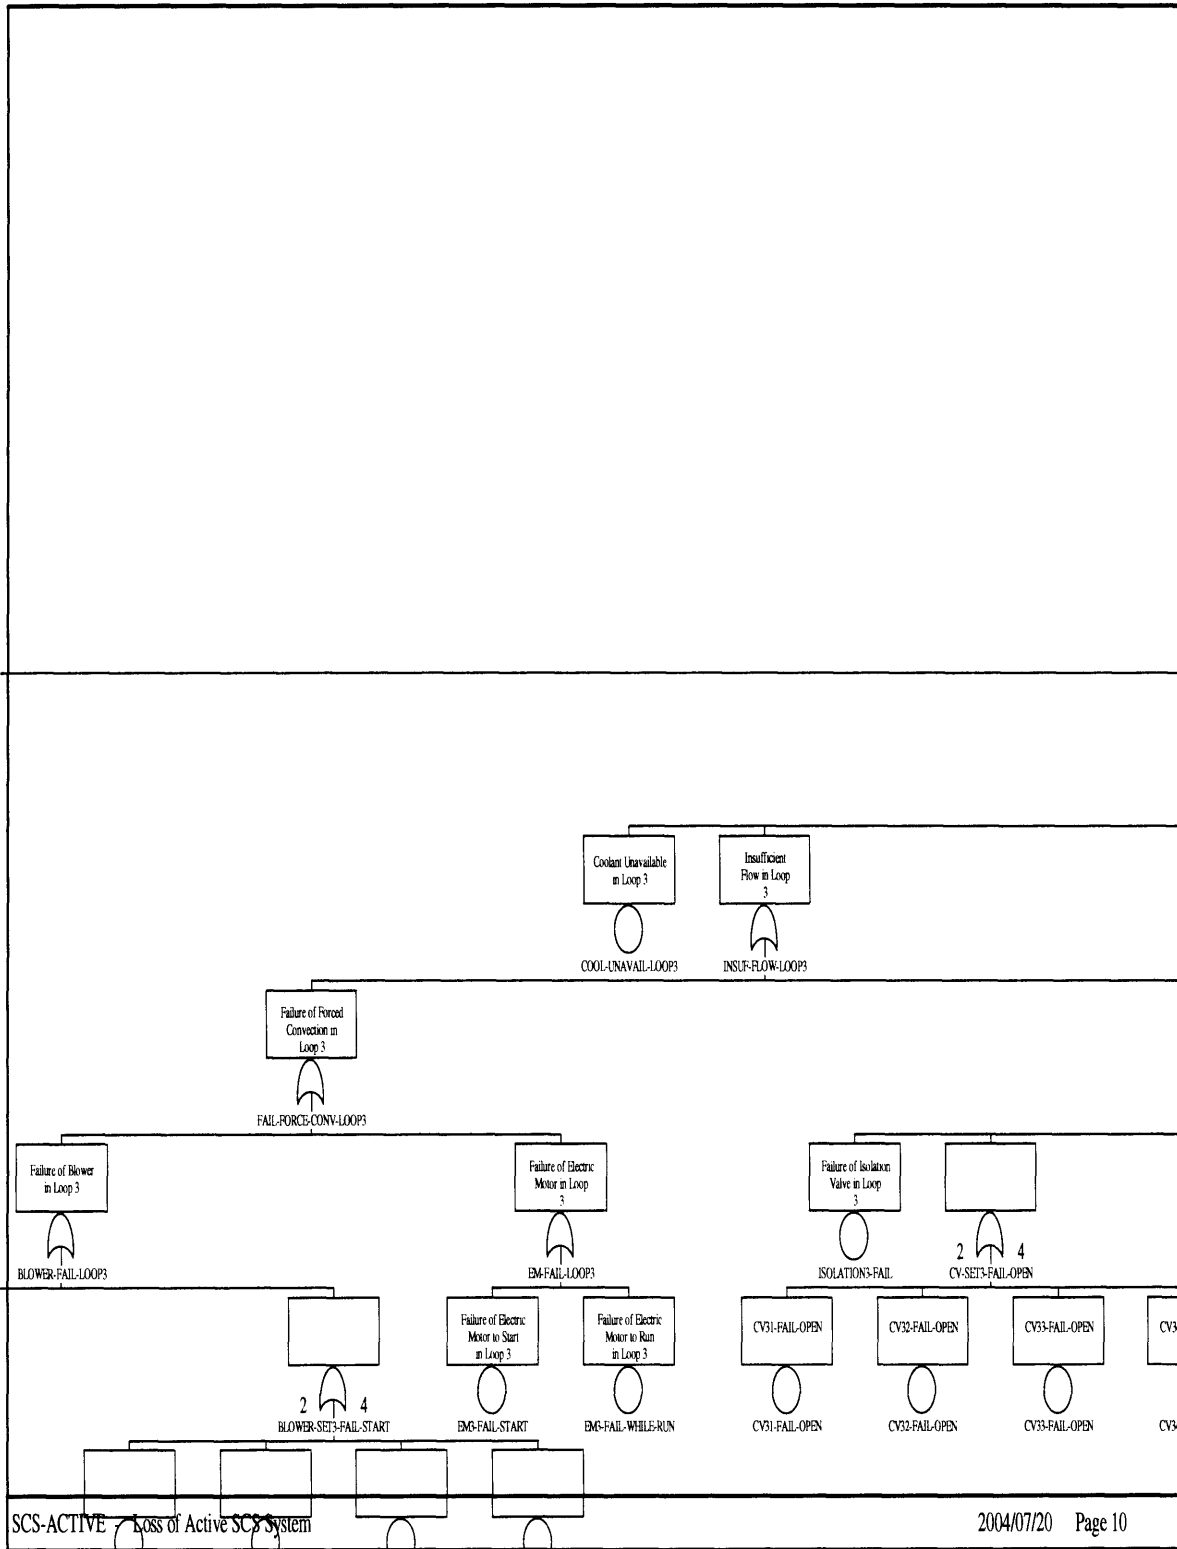 Coolant Unavailable
in Loop 3
Insufficient
Flow in Loop
3
COOL-UNAVAIL-LOOP3
INSUF-FLOW-LOOP3
Failure of Forced
Convection in
Loop 3
FAIL-FORCE-CONV-LOOP3
Failure of Blower
in Loop 3
Failure of Electric
Motor in Loop
3
Failure of Isolation
Valve in Loop
3
2 4
BLOWER-FAIL-LOOP3
EM-FAIL-LOOP3
ISOLATION3-FAIL
CV-SET3-FAIL-OPEN
Failure of Electric
Motor to Start
in Loop 3
Failure of Electric
Motor to Run
in Loop 3
CV31-FAIL-OPEN
CV32-FAIL-OPEN
CV33-FAIL-OPEN
CV3
2 4
BLOWER-SET3-FAIL-START
EM3-FAIL-START
EM3-FAIL-WHILE-RUN
CV31-FAIL-OPEN
CV32-FAIL-OPEN
CV33-FAIL-OPEN
CV3
SCS-ACTIVE - Loss of Active SCS System
2004/07/20 Page 10